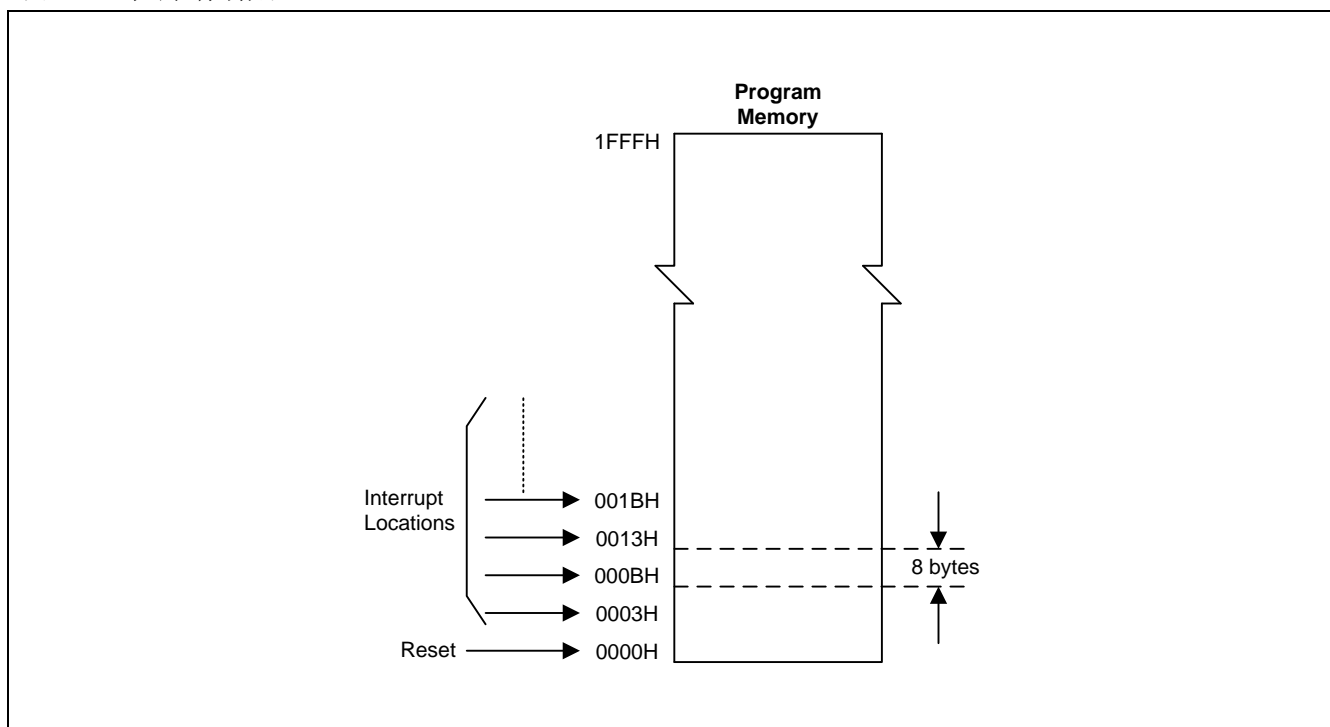 Program
Memory
1FFFH
Interrupt
Locations
001BH
0013H
000BH
0003H
8 bytes
Reset
0000H